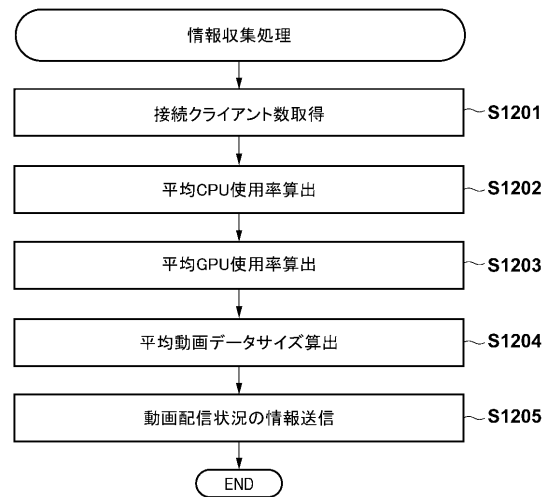 情報収集処理
接続クライアント数取得
S1201
平均CPU使用率算出
S1202
平均GPU使用率算出
S1203
平均動画データサイズ算出
S1204
動画配信状況の情報送信
S1205
END